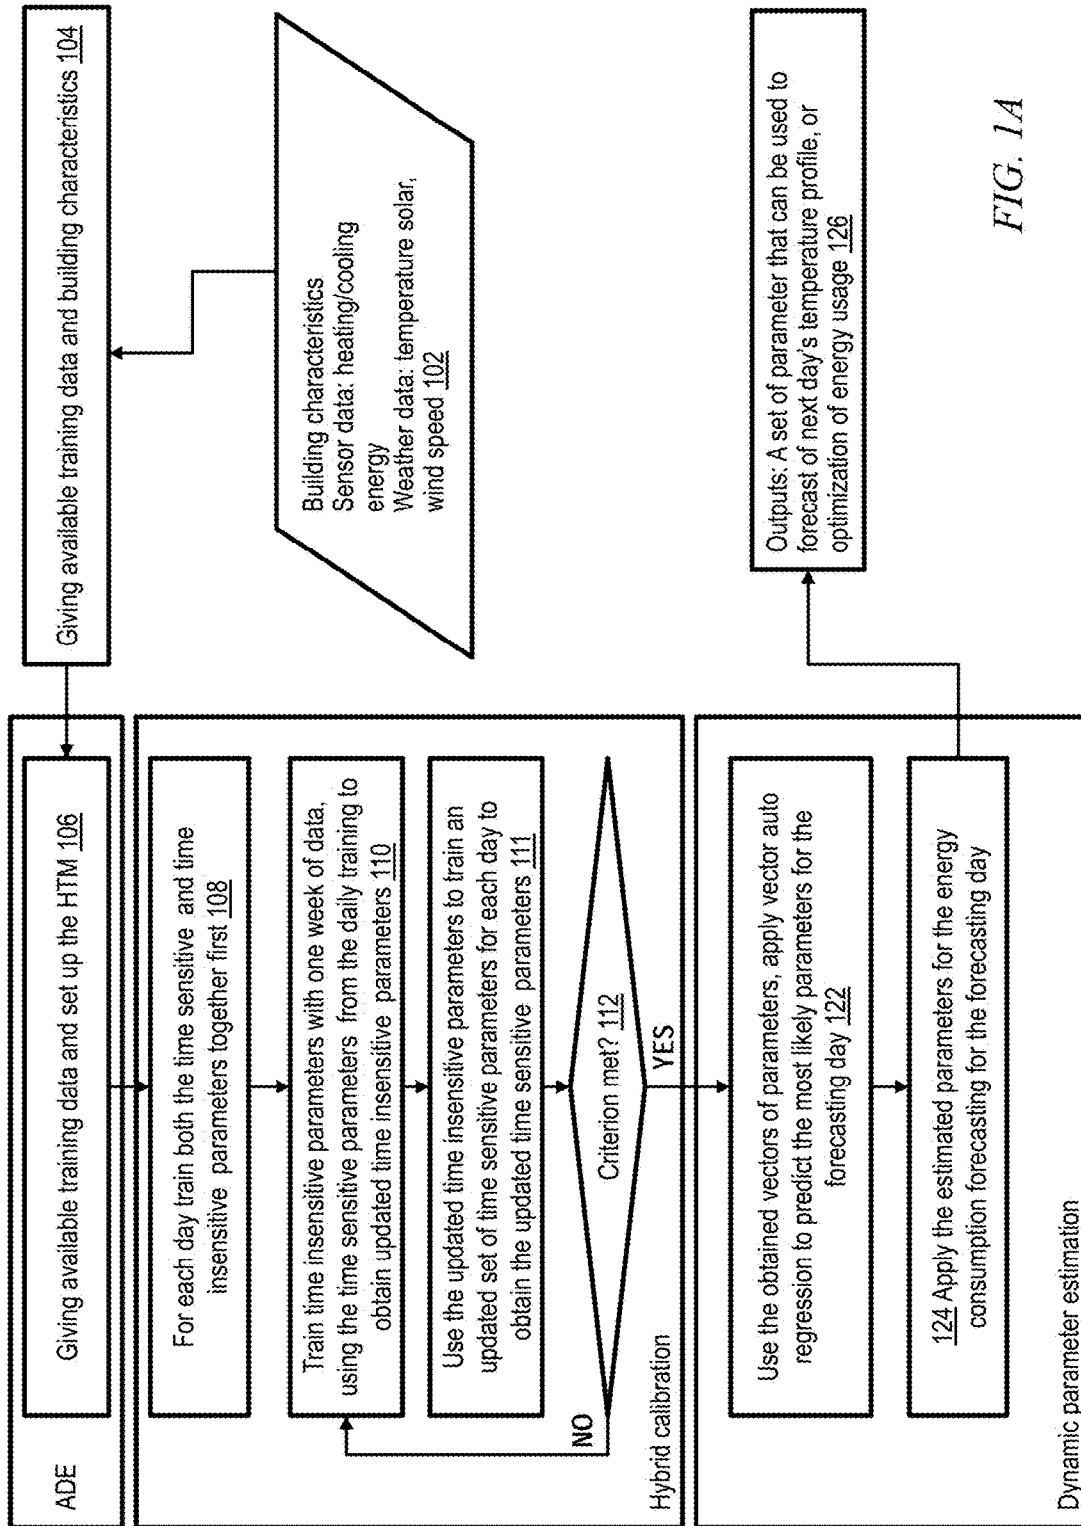 ADE
Giving available training data and set up the HTM 106
Giving available training data and building characteristics 104
Building characteristics
Sensor data: heating/cooling
energy
Weather data: temperature solar,
wind speed 102
For each day train both the time sensitive and time
insensitive parameters together first 108
Train time insensitive parameters with one week of data,
using the time sensitive parameters from the daily training to
obtain updated time insensitive parameters 110
Use the updated time insensitive parameters to train an
updated set of time sensitive parameters for each day to
obtain the updated time sensitive parameters 111
NO
Criterion met? 112
YES
Hybrid calibration
Use the obtained vectors of parameters, apply vector auto
regression to predict the most likely parameters for the
forecasting day 122
124 Apply the estimated parameters for the energy
consumption forecasting for the forecasting day
Dynamic parameter estimation
Outputs: A set of parameter that can be used to
forecast of next day's temperature profile, or
optimization of energy usage 126
FIG. 1A